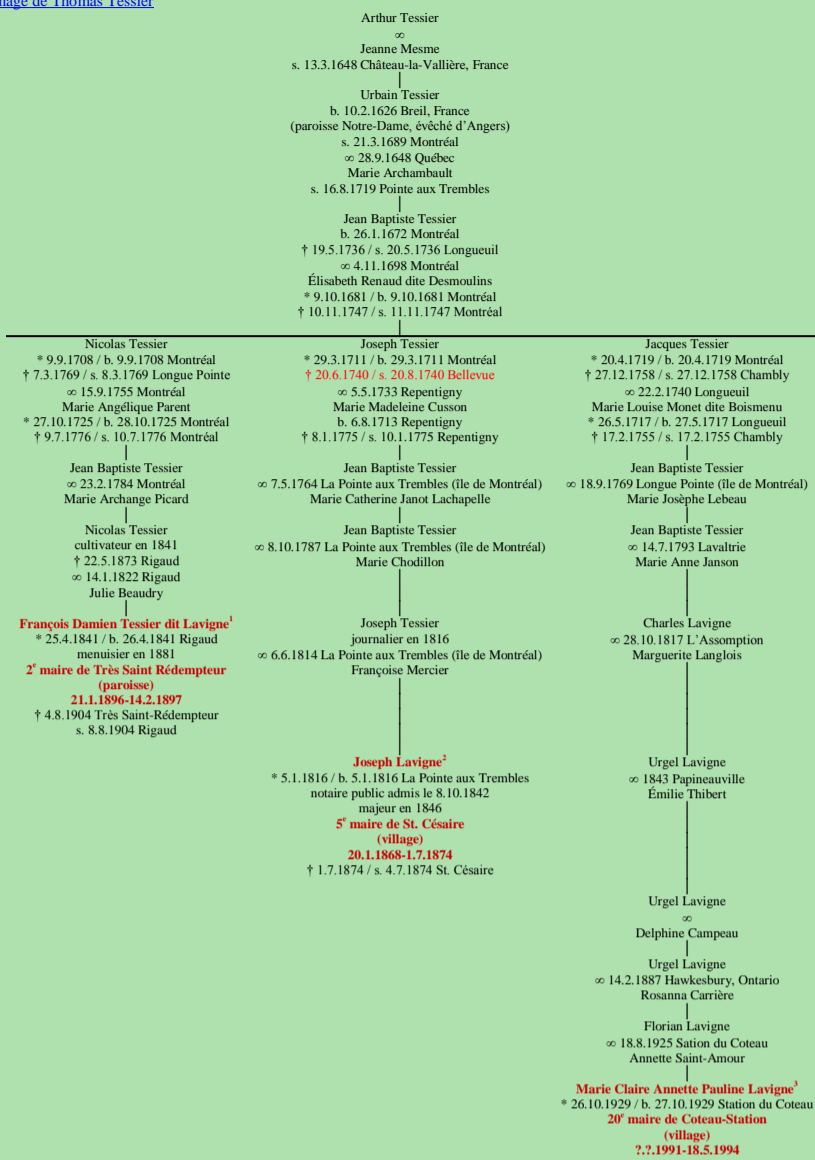 de Thomas Tessier
Arthur Tessier
∞
Jeanne Mesme
s. 13.3.1648 Château-la-Vallière, France
Urbain Tessier
b. 10.2.1626 Breil, France
(paroisse Notre-Dame, évêché d’Angers)
s. 21.3.1689 Montréal
∞ 28.9.1648 Québec
Marie Archambault
s. 16.8.1719 Pointe aux Trembles
Jean Baptiste Tessier
b. 26.1.1672 Montréal
† 19.5.1736 / s. 20.5.1736 Longueuil
∞ 4.11.1698 Montréal
Élisabeth Renaud dite Desmoulins
* 9.10.1681 / b. 9.10.1681 Montréal
† 10.11.1747 / s. 11.11.1747 Montréal
Nicolas Tessier
* 9.9.1708 / b. 9.9.1708 Montréal
† 7.3.1769 / s. 8.3.1769 Longue Pointe
∞ 15.9.1755 Montréal
Marie Angélique Parent
* 27.10.1725 / b. 28.10.1725 Montréal
† 9.7.1776 / s. 10.7.1776 Montréal
Jean Baptiste Tessier
∞ 23.2.1784 Montréal
Marie Archange Picard
Nicolas Tessier
cultivateur en 1841
† 22.5.1873 Rigaud
∞ 14.1.1822 Rigaud
Julie Beaudry
François Damien Tessier dit Lavigne¹
* 25.4.1841 / b. 26.4.1841 Rigaud
menuisier en 1881
2e maire de Très Saint Rédempteur
(paroisse)
21.1.1896-14.2.1897
† 4.8.1904 Très Saint-Rédempteur
s. 8.8.1904 Rigaud
Joseph Tessier
* 29.3.1711 / b. 29.3.1711 Montréal
† 20.6.1740 / s. 20.8.1740 Bellevue
∞ 5.5.1733 Repentigny
Marie Madeleine Cusson
b. 6.8.1713 Repentigny
† 8.1.1775 / s. 10.1.1775 Repentigny
Jean Baptiste Tessier
∞ 7.5.1764 La Pointe aux Trembles (île de Montréal)
Marie Catherine Janot Lachapelle
Jean Baptiste Tessier
∞ 8.10.1787 La Pointe aux Trembles (île de Montréal)
Marie Chodillon
Joseph Tessier
journalier en 1816
∞ 6.6.1814 La Pointe aux Trembles (île de Montréal)
Françoise Mercier
Joseph Lavigne²
* 5.1.1816 / b. 5.1.1816 La Pointe aux Trembles
notaire public admis le 8.10.1842
majeur en 1846
5e maire de St. Césaire
(village)
20.1.1868-1.7.1874
† 1.7.1874 / s. 4.7.1874 St. Césaire
Jacques Tessier
* 20.4.1719 / b. 20.4.1719 Montréal
† 27.12.1758 / s. 27.12.1758 Chambly
∞ 22.2.1740 Longueuil
Marie Louise Monet dite Boismenu
* 26.5.1717 / b. 27.5.1717 Longueuil
† 17.2.1755 / s. 17.2.1755 Chambly
Jean Baptiste Tessier
∞ 18.9.1769 Longue Pointe (île de Montréal)
Marie Josèphe Lebeau
Jean Baptiste Tessier
∞ 14.7.1793 Lavaltrie
Marie Anne Janson
Charles Lavigne
∞ 28.10.1817 L’Assomption
Marguerite Langlois
Urgel Lavigne
∞ 1843 Papineauville
Émilie Thibert
Urgel Lavigne
∞
Delphine Campeau
Urgel Lavigne
∞ 14.2.1887 Hawkesbury, Ontario
Rosanna Carrière
Florian Lavigne
∞ 18.8.1925 Sation du Coteau
Annette Saint-Amour
Marie Claire Annette Pauline Lavigne³
* 26.10.1929 / b. 27.10.1929 Station du Coteau
20e maire de Coteau-Station
(village)
?.?.1991-18.5.1994